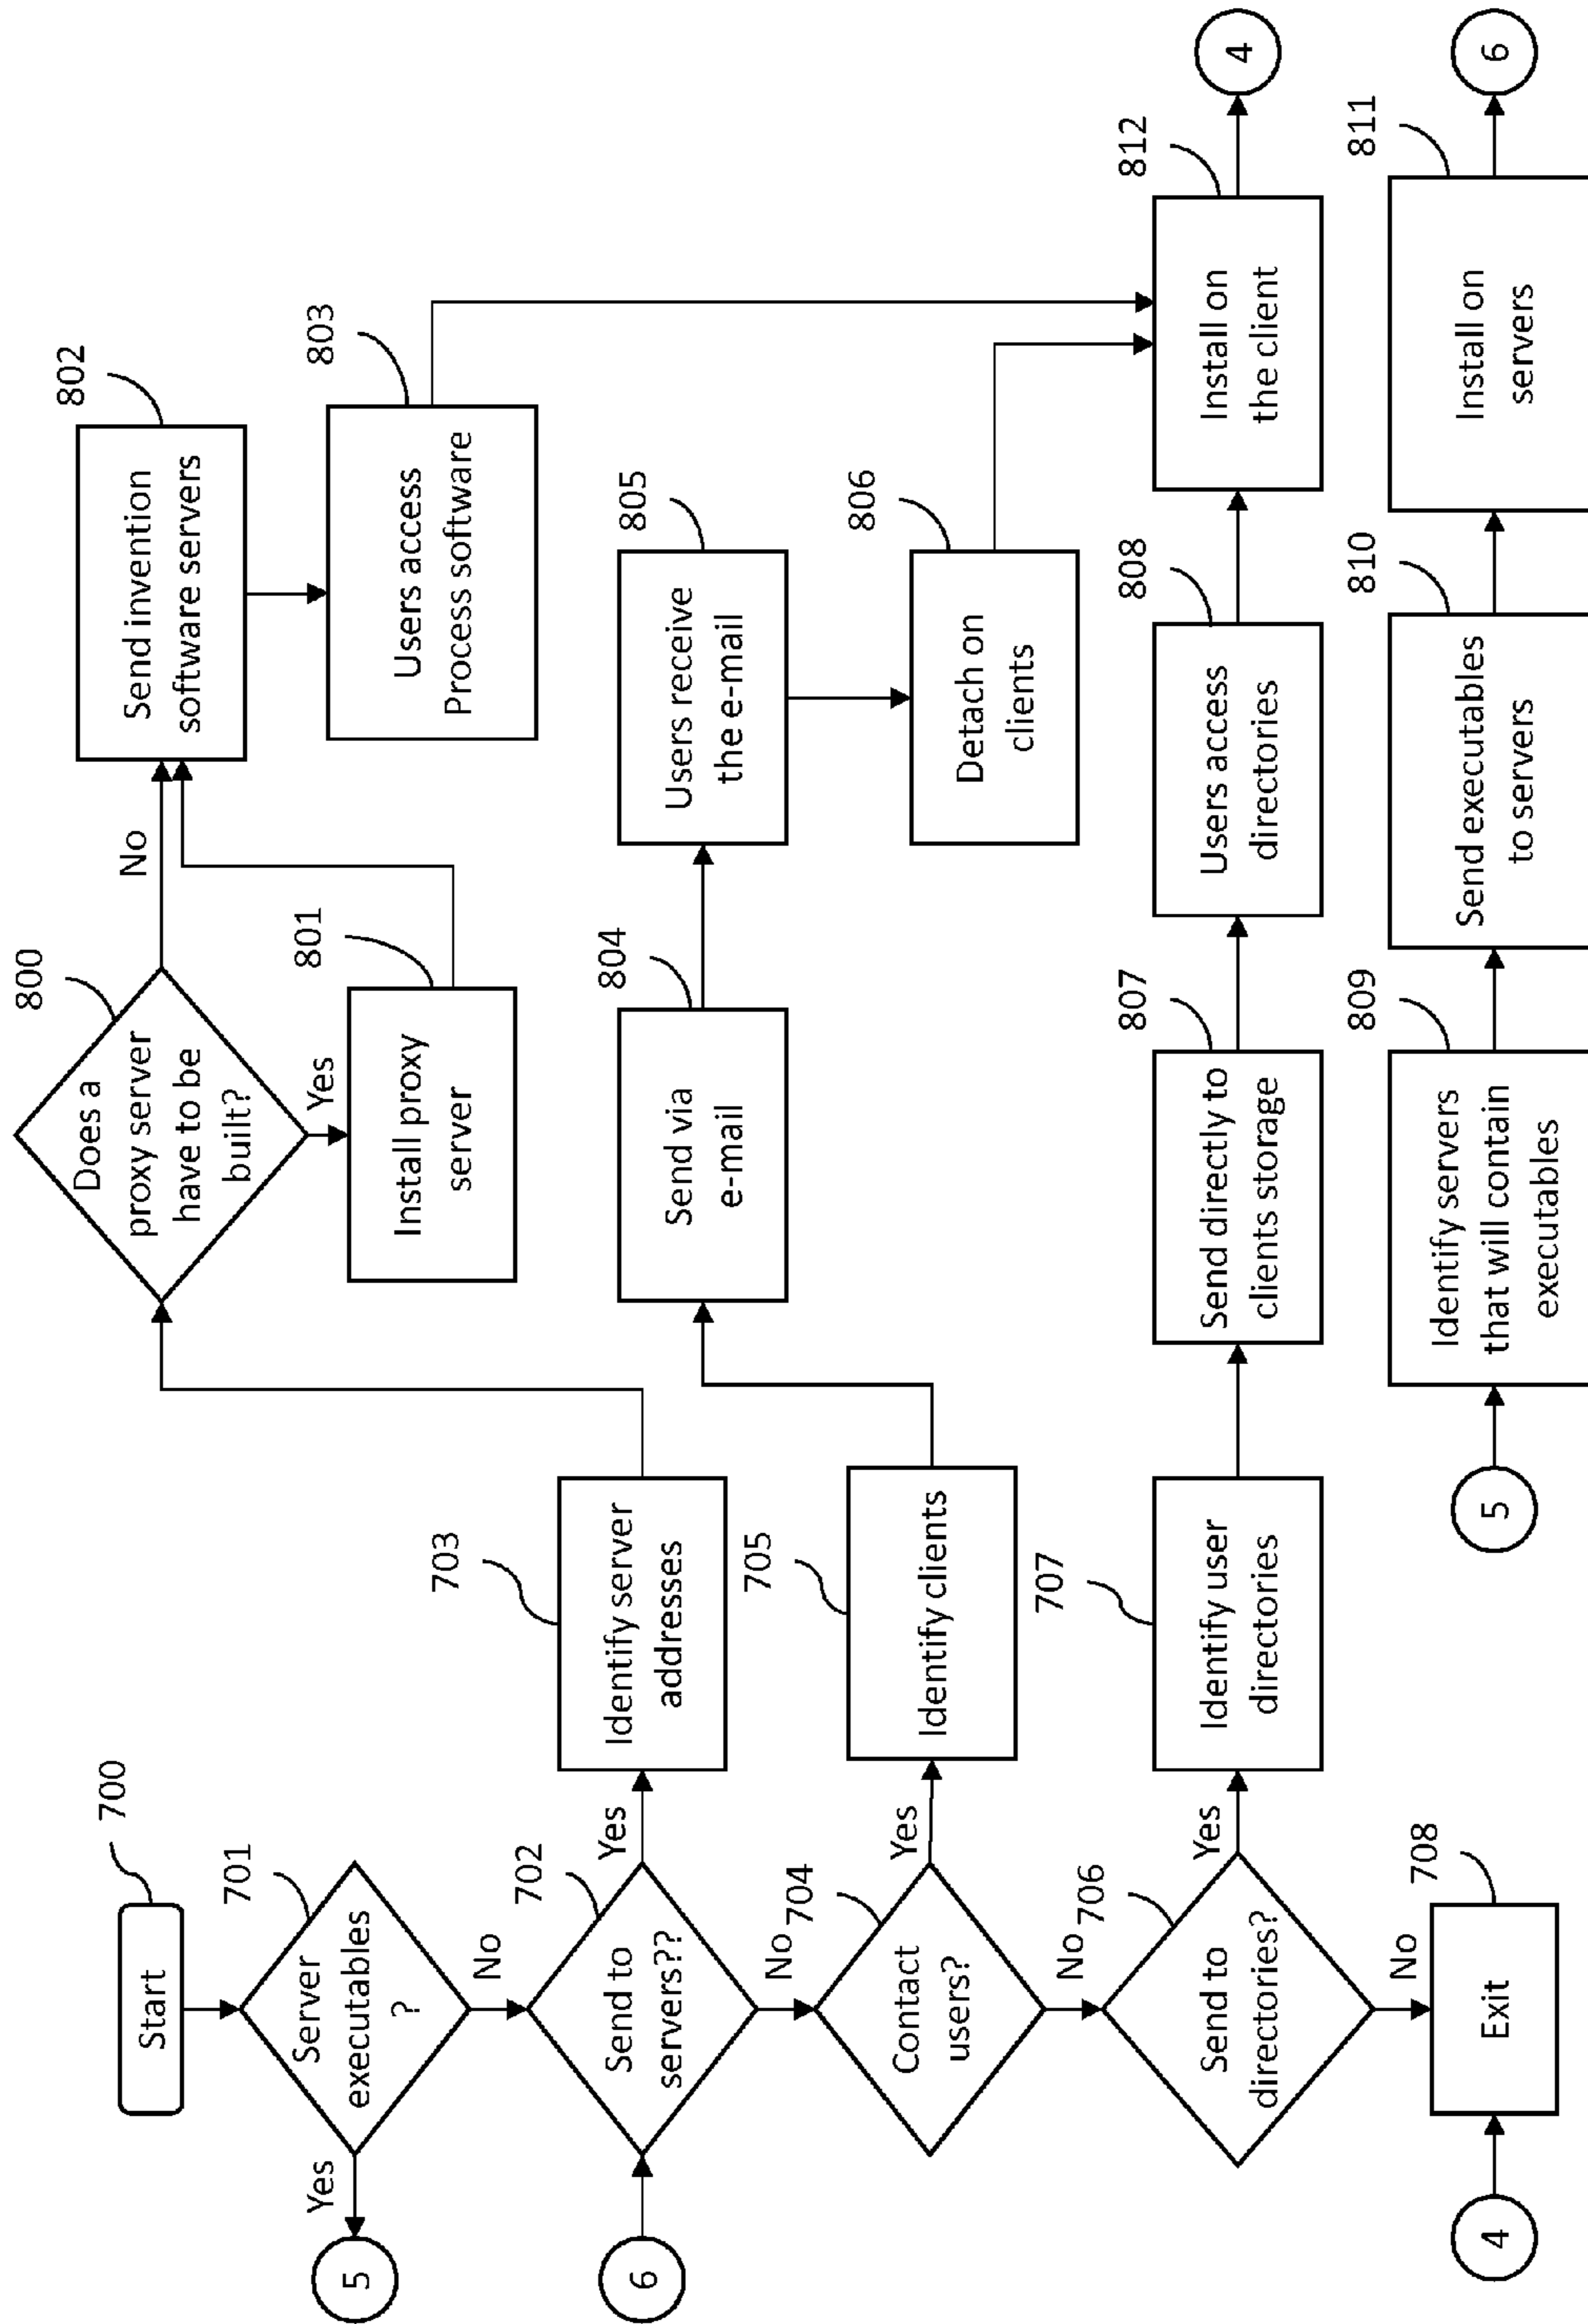 700
Start
701
Server
executables
?
Yes
5
No
702
Send to
servers??
6
Yes
703
Identify server
addresses
No
704
Contact
users?
Yes
705
Identify clients
No
706
Send to
directories?
Yes
707
Identify user
directories
No
708
Exit
4
800
Does a
proxy server
have to be
built?
No
Yes
801
Install proxy
server
802
Send invention
software servers
803
Users access
Process software
804
Send via
e-mail
805
Users receive
the e-mail
806
Detach on
clients
807
Send directly to
clients storage
808
Users access
directories
812
Install on
the client
4
5
809
Identify servers
that will contain
executables
810
Send executables
to servers
811
Install on
servers
6